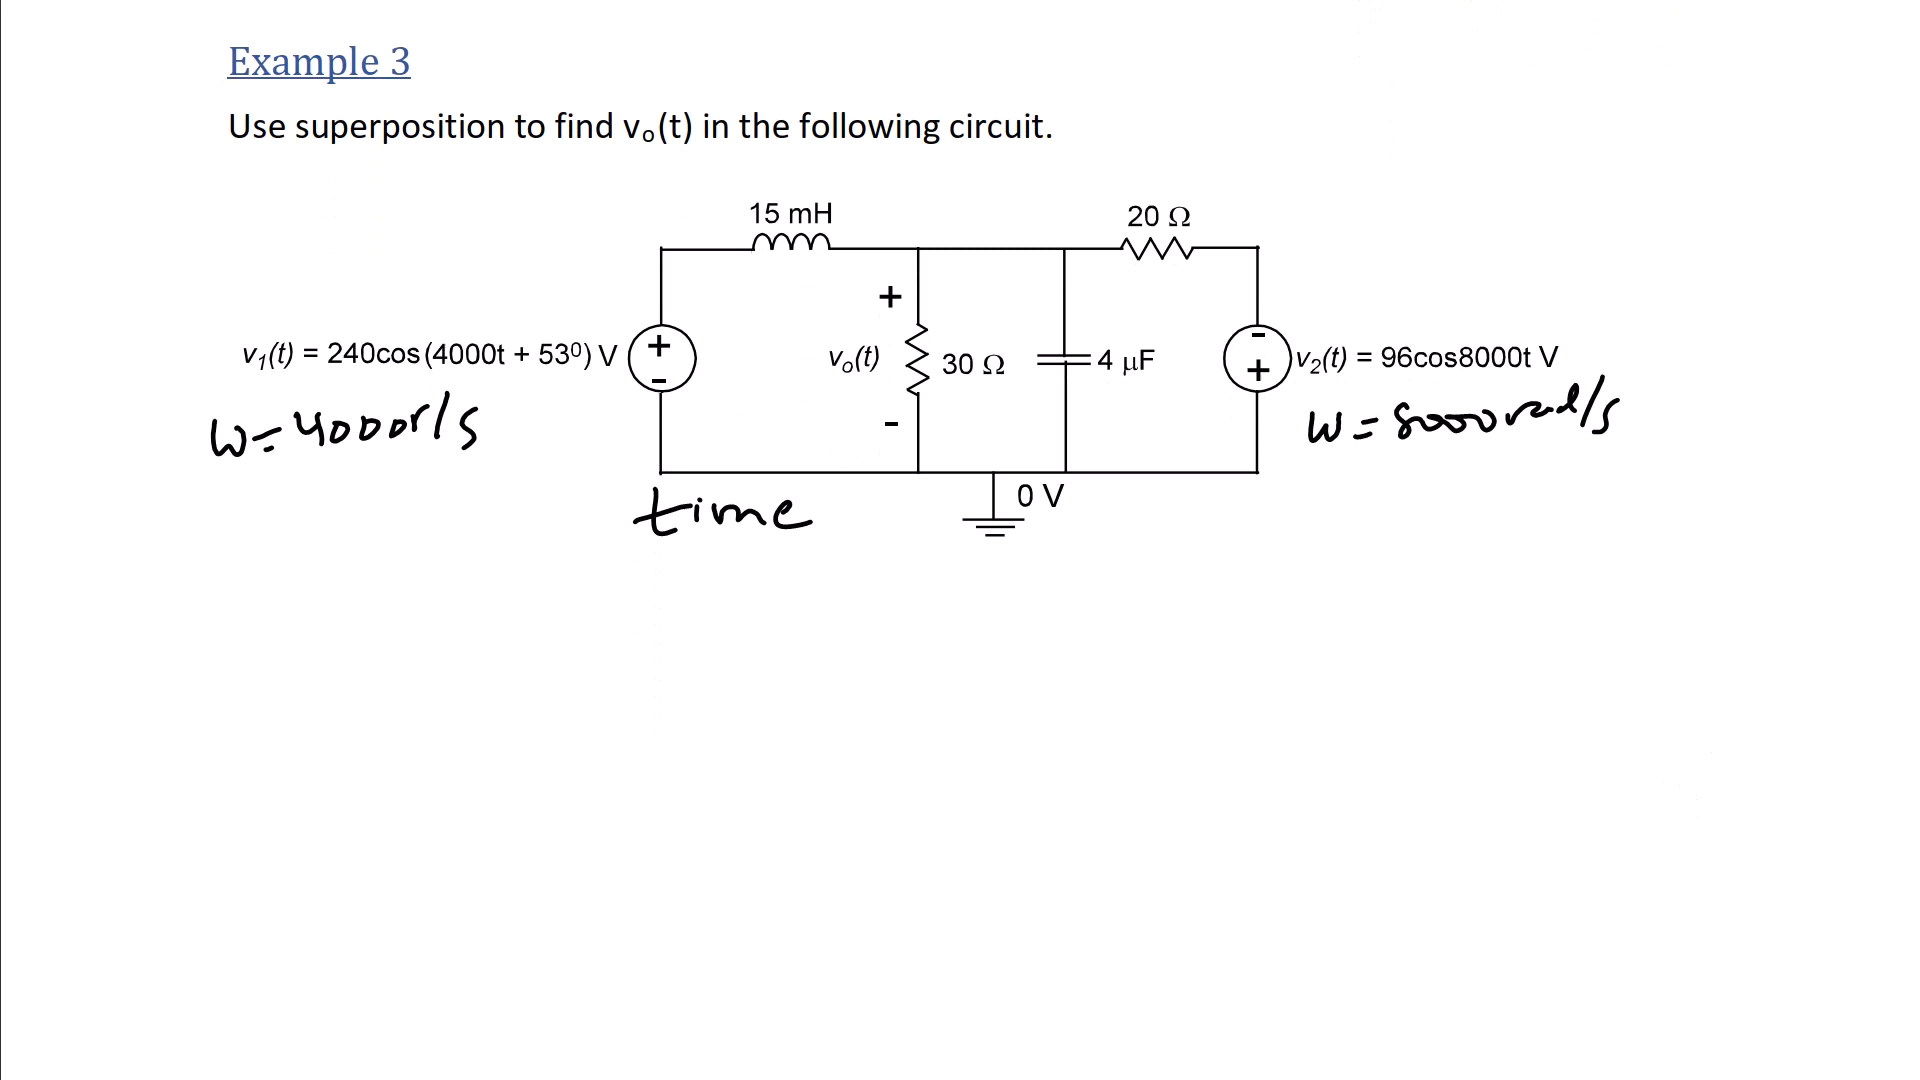 Example 3
Use superposition to find vₒ(t) in the following circuit.
15 mH
20 Ω
+
v₁(t) = 240cos(4000t + 53⁰) V
+
-
vₒ(t)
30 Ω
4 μF
-
+
v₂(t) = 96cos8000t V
w=4000r/s
-
w=8000rad/s
time
0 V